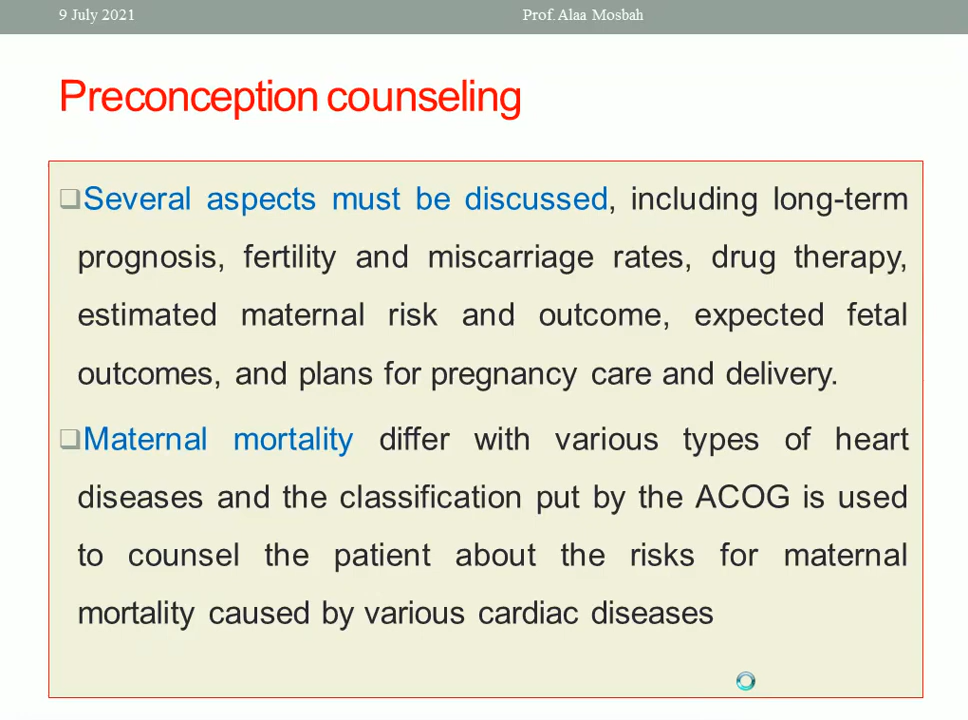 9 July 2021
Prof. Alaa Mosbah
Preconception counseling
Several aspects must be discussed, including long-term
prognosis, fertility and miscarriage rates, drug therapy,
estimated maternal risk and outcome, expected fetal
outcomes, and plans for pregnancy care and delivery.
Maternal mortality differ with various types of heart
diseases and the classification put by the ACOG is used
to counsel the patient about the risks for maternal
mortality caused by various cardiac diseases